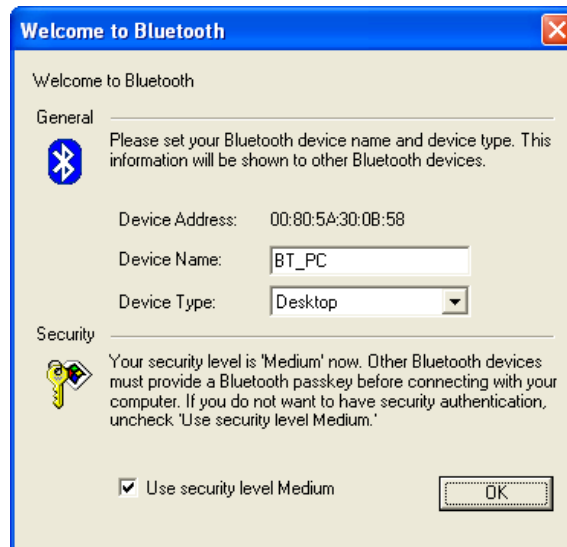 Welcome to Bluetooth
Welcome to Bluetooth
General
Please set your Bluetooth device name and device type. This
information will be shown to other Bluetooth devices.
Device Address: 00:80:5A:30:0B:58
Device Name: BT_PC
Device Type: Desktop
Security
Your security level is 'Medium' now. Other Bluetooth devices
must provide a Bluetooth passkey before connecting with your
computer. If you do not want to have security authentication,
uncheck 'Use security level Medium.'
Use security level Medium
OK